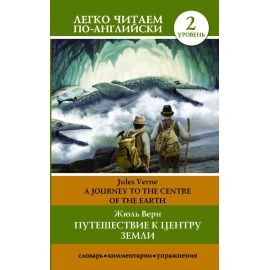 ЛЕГКО ЧИТАЕМ
ПО-АНГЛИЙСКИ
2
УРОВЕНЬ
Jules Verne
A JOURNEY TO THE CENTRE
OF THE EARTH
Жюль Верн
ПУТЕШЕСТВИЕ К ЦЕНТРУ
ЗЕМЛИ
словарь • комментарии • упражнения